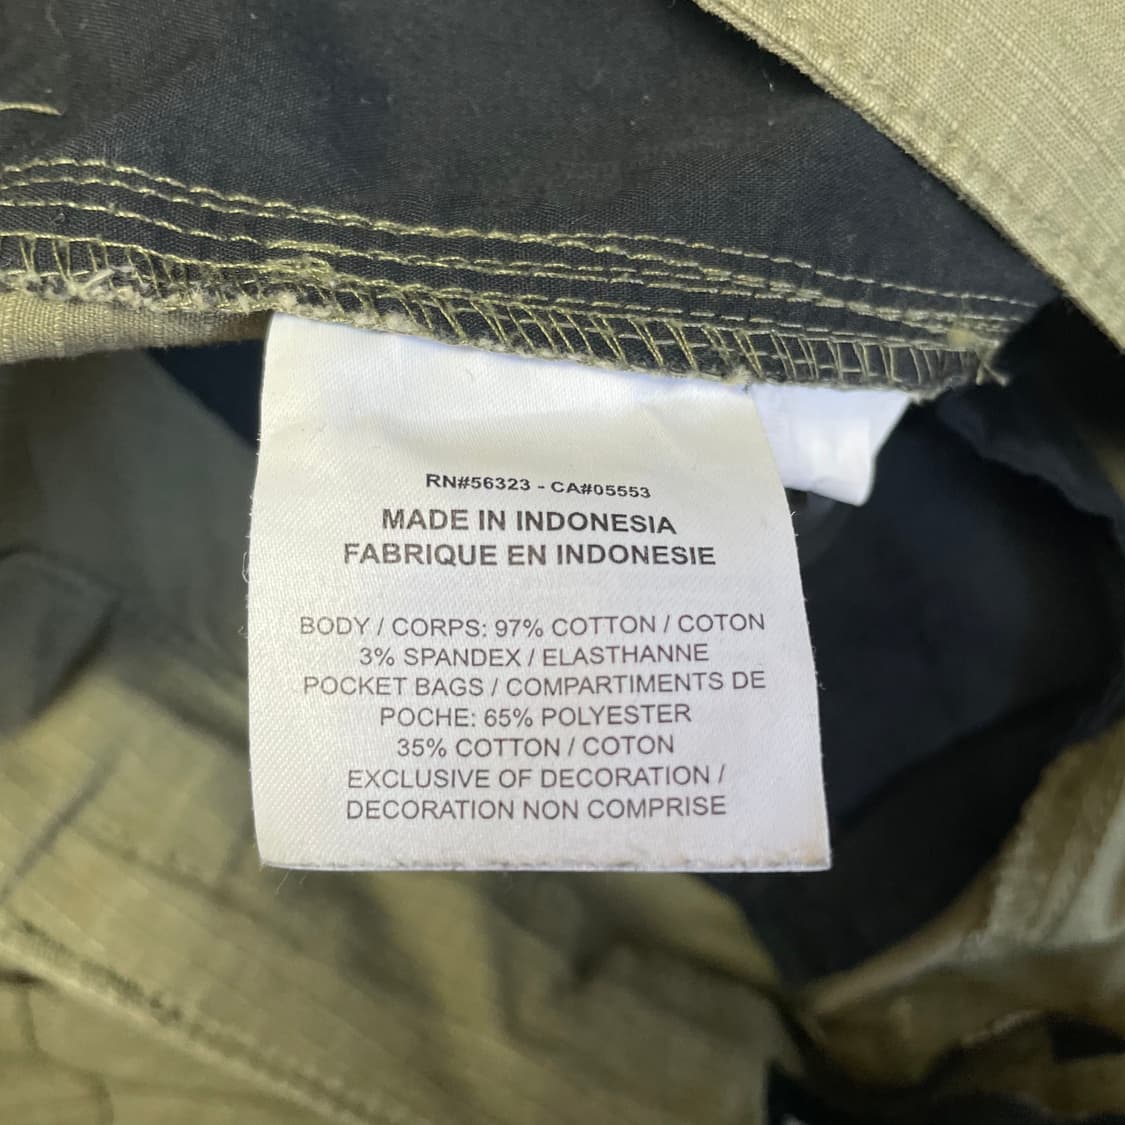 RN#56323 - CA#05553
MADE IN INDONESIA
FABRIQUE EN INDONESIE
BODY / CORPS: 97% COTTON / COTON
3% SPANDEX / ELASTHANNE
POCKET BAGS / COMPARTIMENTS DE
POCHE: 65% POLYESTER
35% COTTON / COTON
EXCLUSIVE OF DECORATION /
DECORATION NON COMPRISE